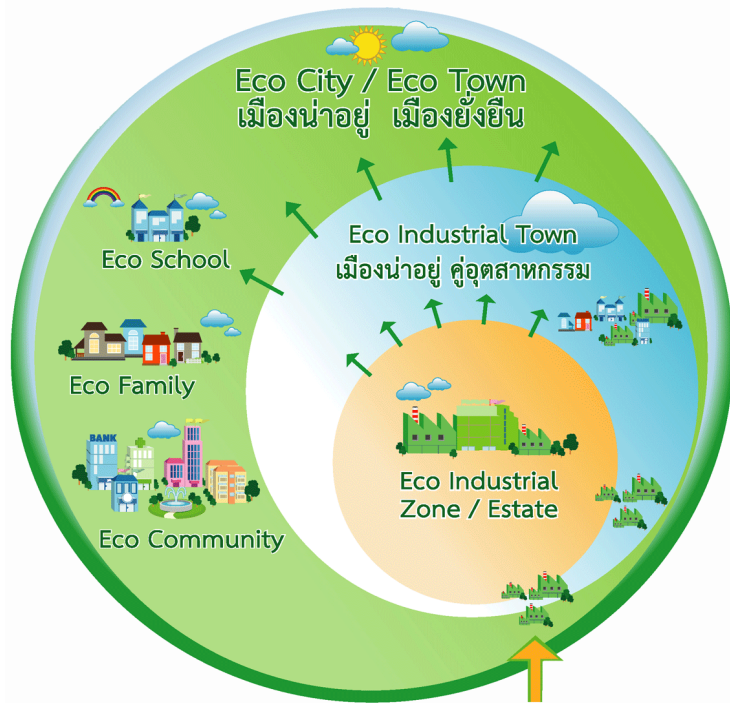 Eco City / Eco Town
เมืองน่าอยู่ เมืองยั่งยืน
Eco Industrial Town
เมืองน่าอยู่ คู่อุตสาหกรรม
Eco School
Eco Family
BANK
Eco Community
Eco Industrial
Zone / Estate